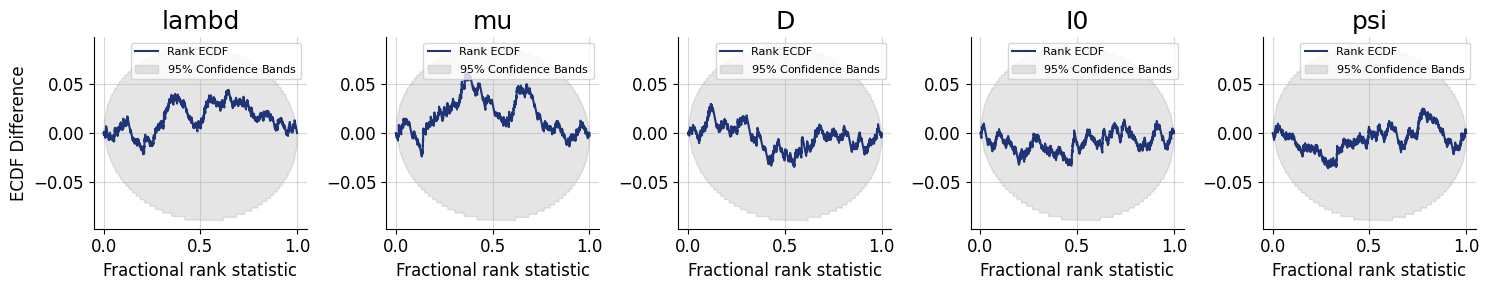 lambd
mu
D
I0
psi
Rank ECDF
95% Confidence Bands
Rank ECDF
95% Confidence Bands
Rank ECDF
95% Confidence Bands
Rank ECDF
95% Confidence Bands
Rank ECDF
95% Confidence Bands
ECDF Difference
0.05
0.00
−0.05
0.05
0.00
−0.05
0.05
0.00
−0.05
0.05
0.00
−0.05
0.05
0.00
−0.05
0.0 0.5 1.0
0.0 0.5 1.0
0.0 0.5 1.0
0.0 0.5 1.0
0.0 0.5 1.0
Fractional rank statistic
Fractional rank statistic
Fractional rank statistic
Fractional rank statistic
Fractional rank statistic